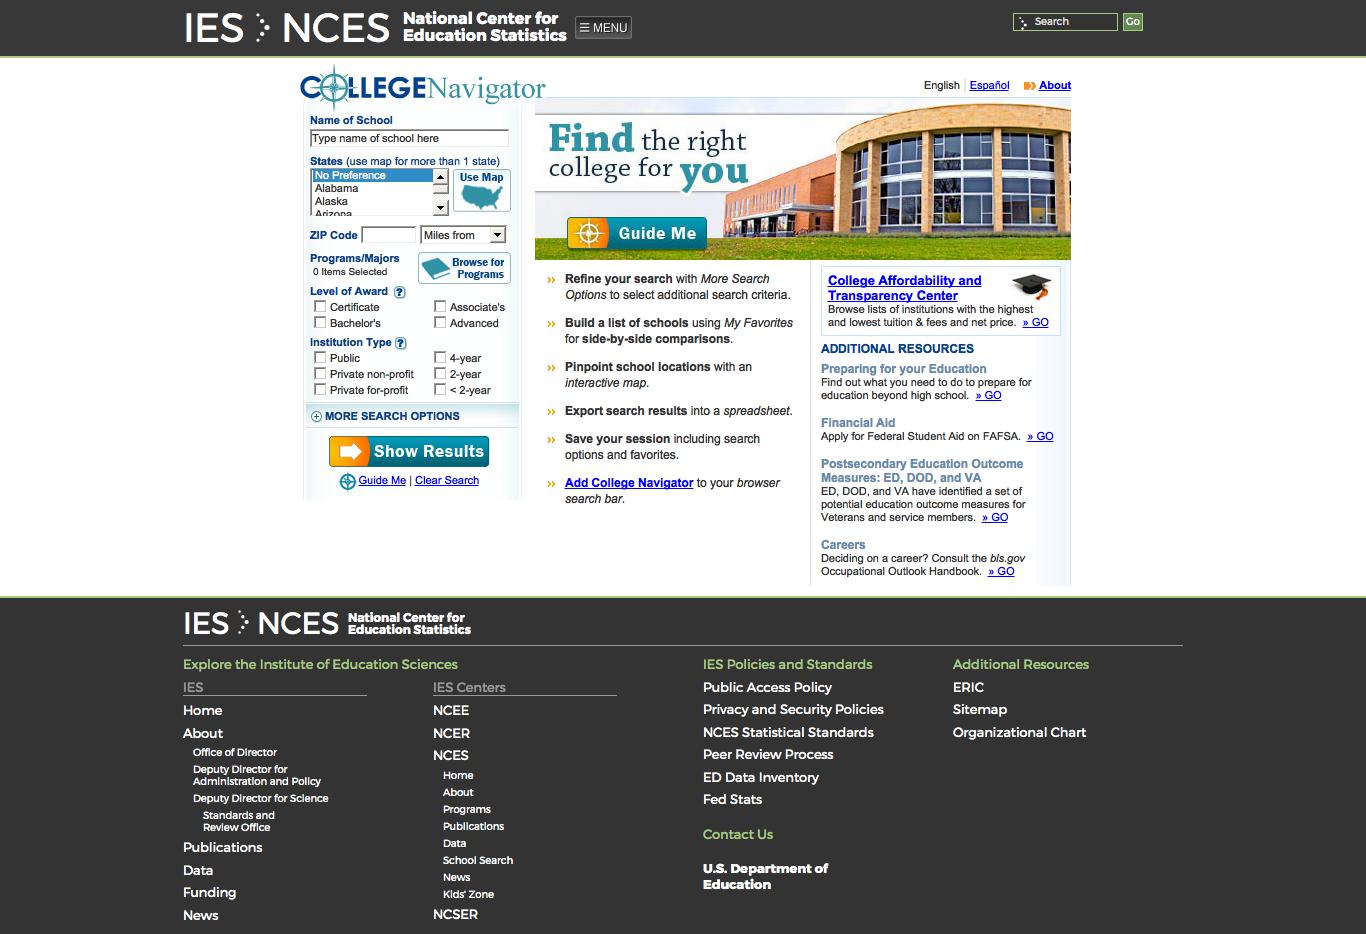 IES NCES National Center for Education Statistics
☰ MENU
Search
Go
COLLEGE Navigator
English | Español
About
Name of School
Type name of school here
States (use map for more than 1 state)
No Preference
Alabama
Alaska
Arizona
Use Map
ZIP Code
Miles from
Programs/Majors
0 Items Selected
Browse for
Programs
Level of Award ?
Certificate
Associate's
Bachelor's
Advanced
Institution Type ?
Public
4-year
Private non-profit
2-year
Private for-profit
< 2-year
MORE SEARCH OPTIONS
Show Results
Guide Me | Clear Search
Find the right
college for you
Guide Me
Refine your search with More Search
Options to select additional search criteria.
Build a list of schools using My Favorites
for side-by-side comparisons.
Pinpoint school locations with an
interactive map.
Export search results into a spreadsheet.
Save your session including search
options and favorites.
Add College Navigator to your browser
search bar.
College Affordability and
Transparency Center
Browse lists of institutions with the highest
and lowest tuition & fees and net price. » GO
ADDITIONAL RESOURCES
Preparing for your Education
Find out what you need to do to prepare for
education beyond high school. » GO
Financial Aid
Apply for Federal Student Aid on FAFSA. » GO
Postsecondary Education Outcome
Measures: ED, DOD, and VA
ED, DOD, and VA have identified a set of
potential education outcome measures for
Veterans and service members. » GO
Careers
Deciding on a career? Consult the bls.gov
Occupational Outlook Handbook. » GO
IES NCES National Center for Education Statistics
Explore the Institute of Education Sciences
IES
Home
About
Office of Director
Deputy Director for
Administration and Policy
Deputy Director for Science
Standards and
Review Office
Publications
Data
Funding
News
IES Centers
NCEE
NCER
NCES
Home
About
Programs
Publications
Data
School Search
News
Kids' Zone
NCSER
IES Policies and Standards
Public Access Policy
Privacy and Security Policies
NCES Statistical Standards
Peer Review Process
ED Data Inventory
Fed Stats
Contact Us
U.S. Department of
Education
Additional Resources
ERIC
Sitemap
Organizational Chart